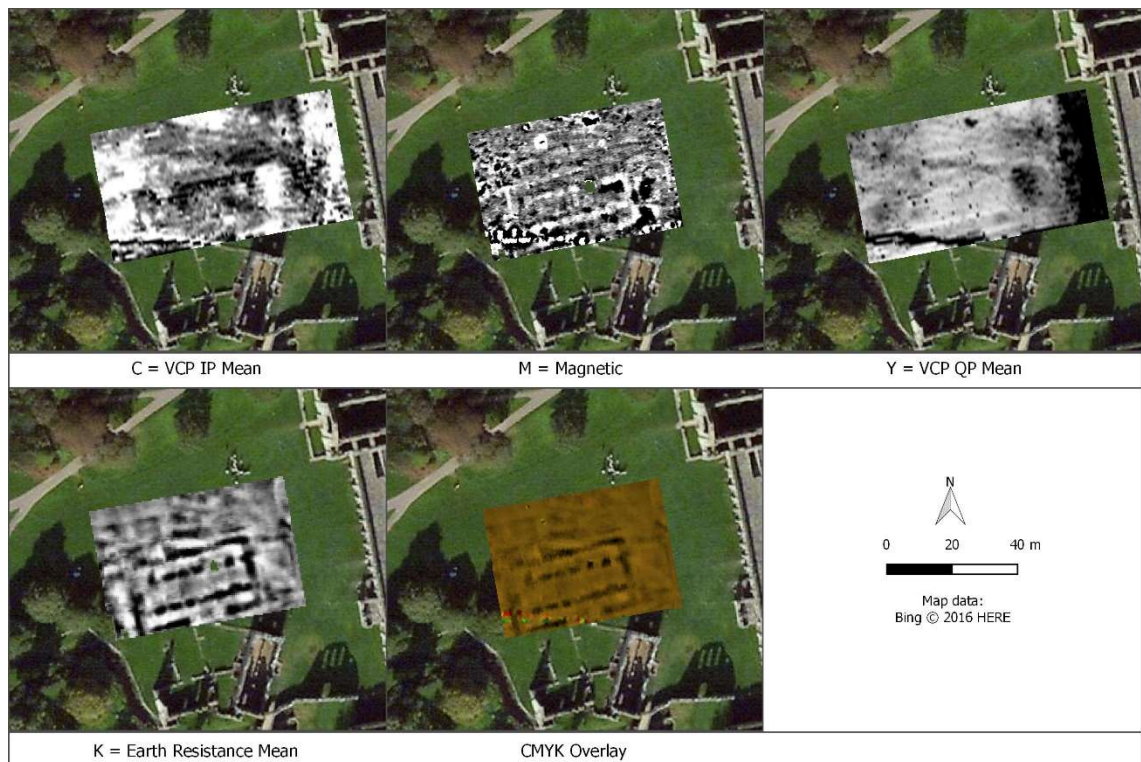 C = VCP IP Mean
M = Magnetic
Y = VCP QP Mean
K = Earth Resistance Mean
CMYK Overlay
N
0 20 40 m
Map data:
Bing © 2016 HERE